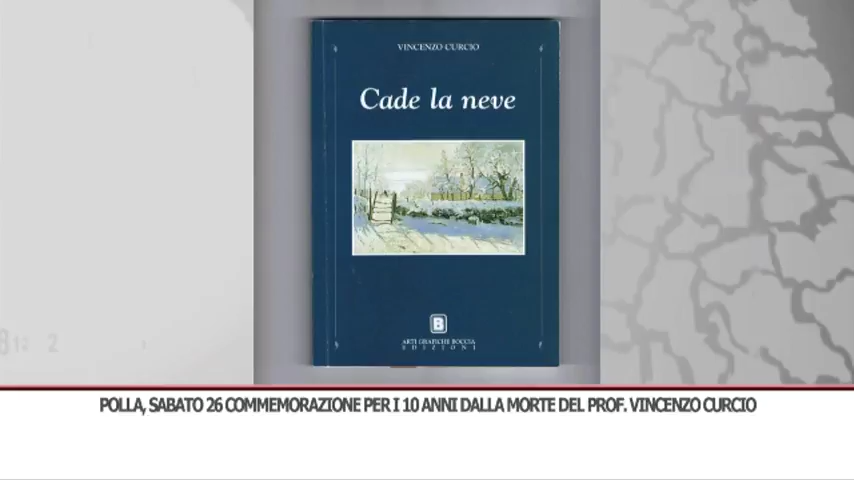 VINCENZO CURCIO
Cade la neve
B
ARTI GRAFICHE BOCCIA
EDIZIONI
POLLA, SABATO 26 COMMEMORAZIONE PER I 10 ANNI DALLA MORTE DEL PROF. VINCENZO CURCIO